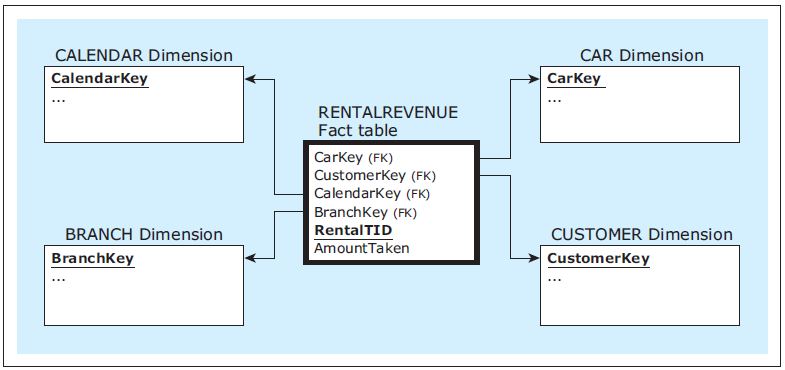 CALENDAR Dimension
CalendarKey
...
CAR Dimension
CarKey
...
RENTALREVENUE
Fact table
CarKey (FK)
CustomerKey (FK)
CalendarKey (FK)
BranchKey (FK)
RentalTID
AmountTaken
BRANCH Dimension
BranchKey
...
CUSTOMER Dimension
CustomerKey
...